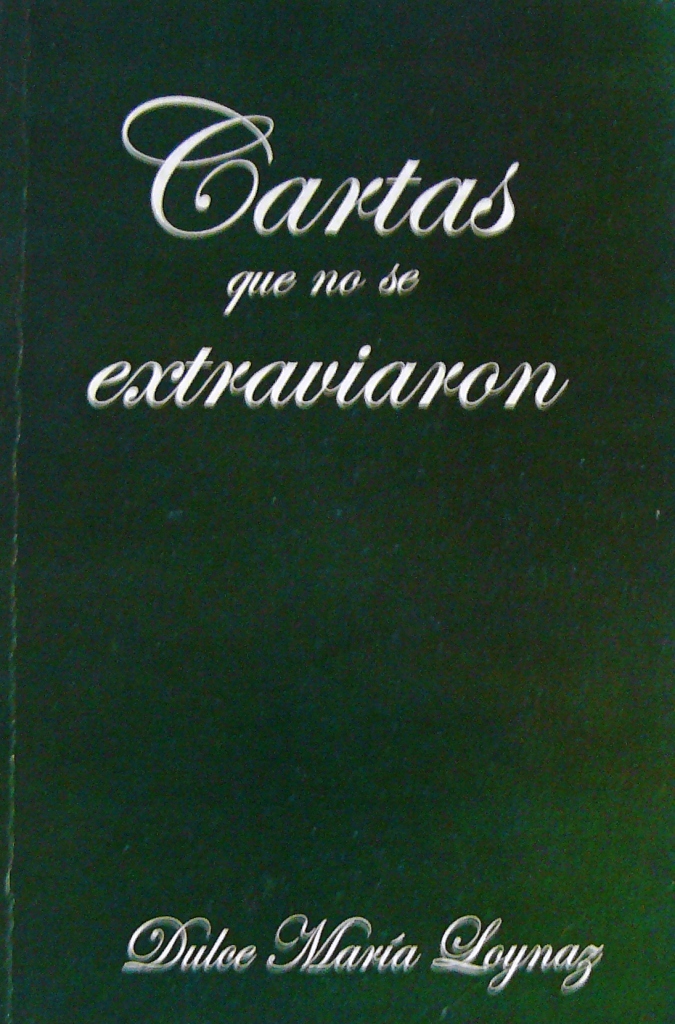 Cartas
que no se
extraviaron
Dulce María Loynaz